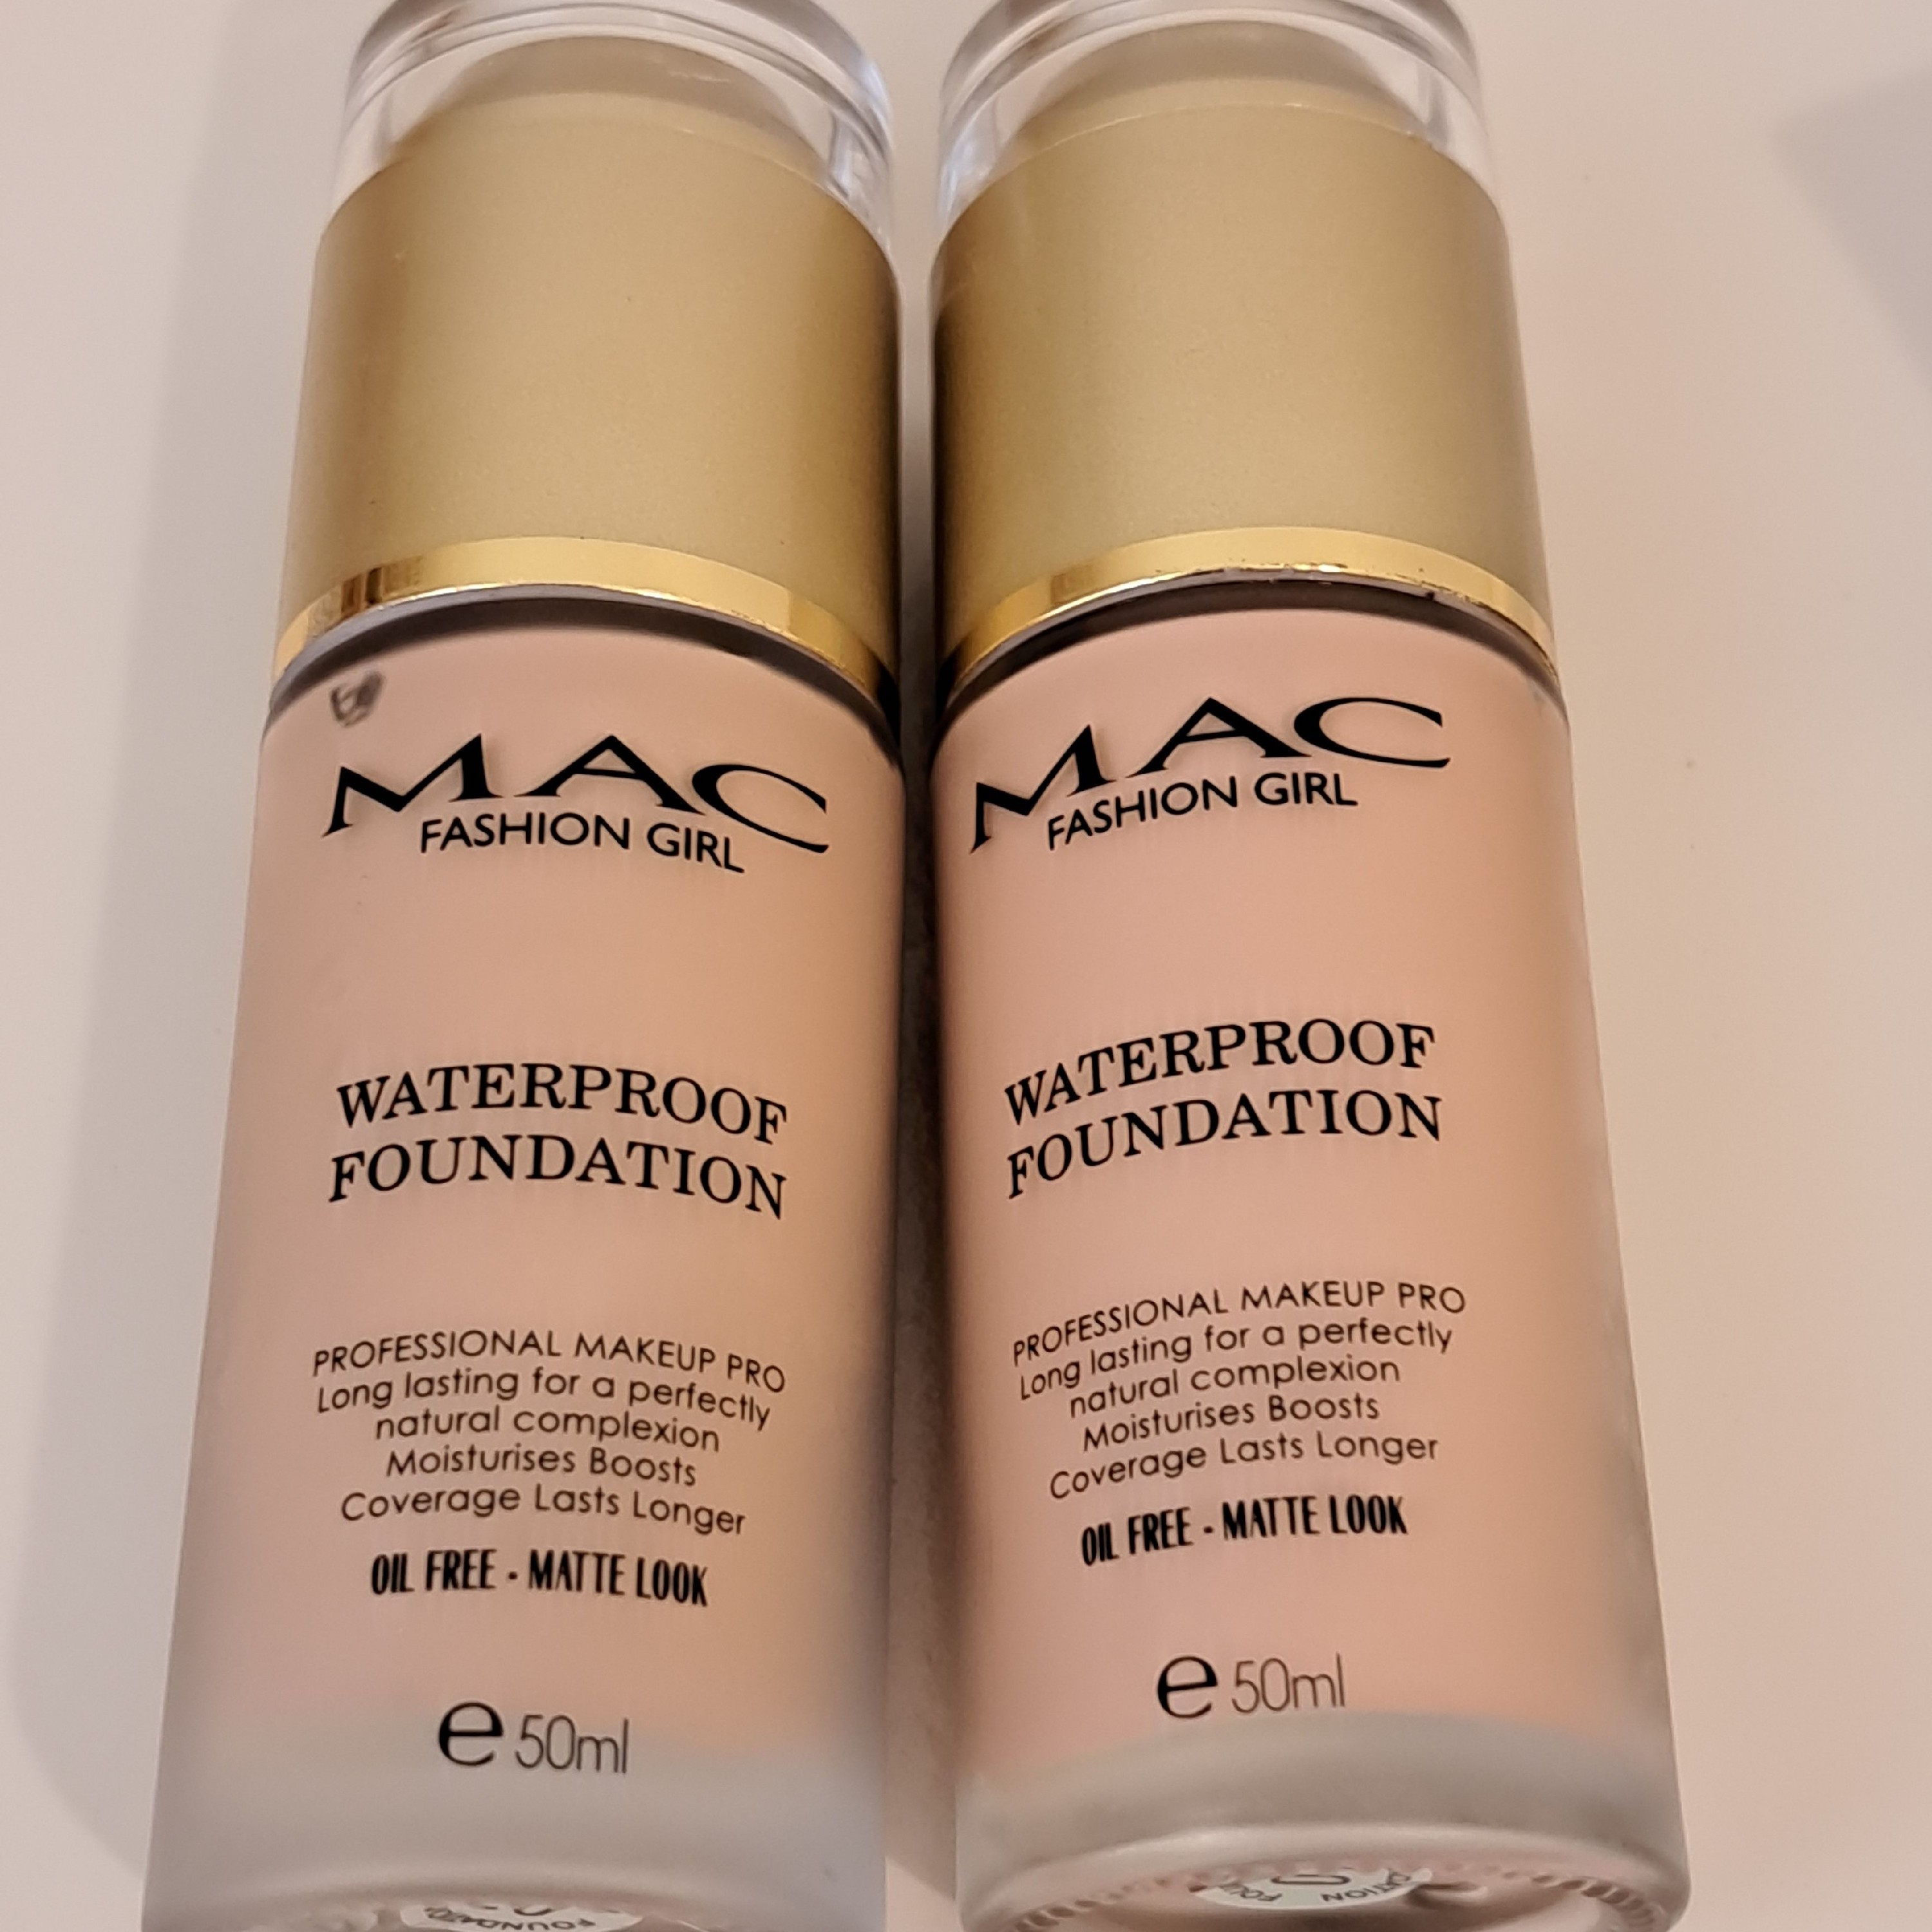 MAC
FASHION GIRL
WATERPROOF
FOUNDATION
PROFESSIONAL MAKEUP PRO
Long lasting for a perfectly
natural complexion
Moisturises Boosts
Coverage Lasts Longer
OIL FREE - MATTE LOOK
e 50ml
MAC
FASHION GIRL
WATERPROOF
FOUNDATION
PROFESSIONAL MAKEUP PRO
Long lasting for a perfectly
natural complexion
Moisturises Boosts
Coverage Lasts Longer
OIL FREE - MATTE LOOK
e 50ml